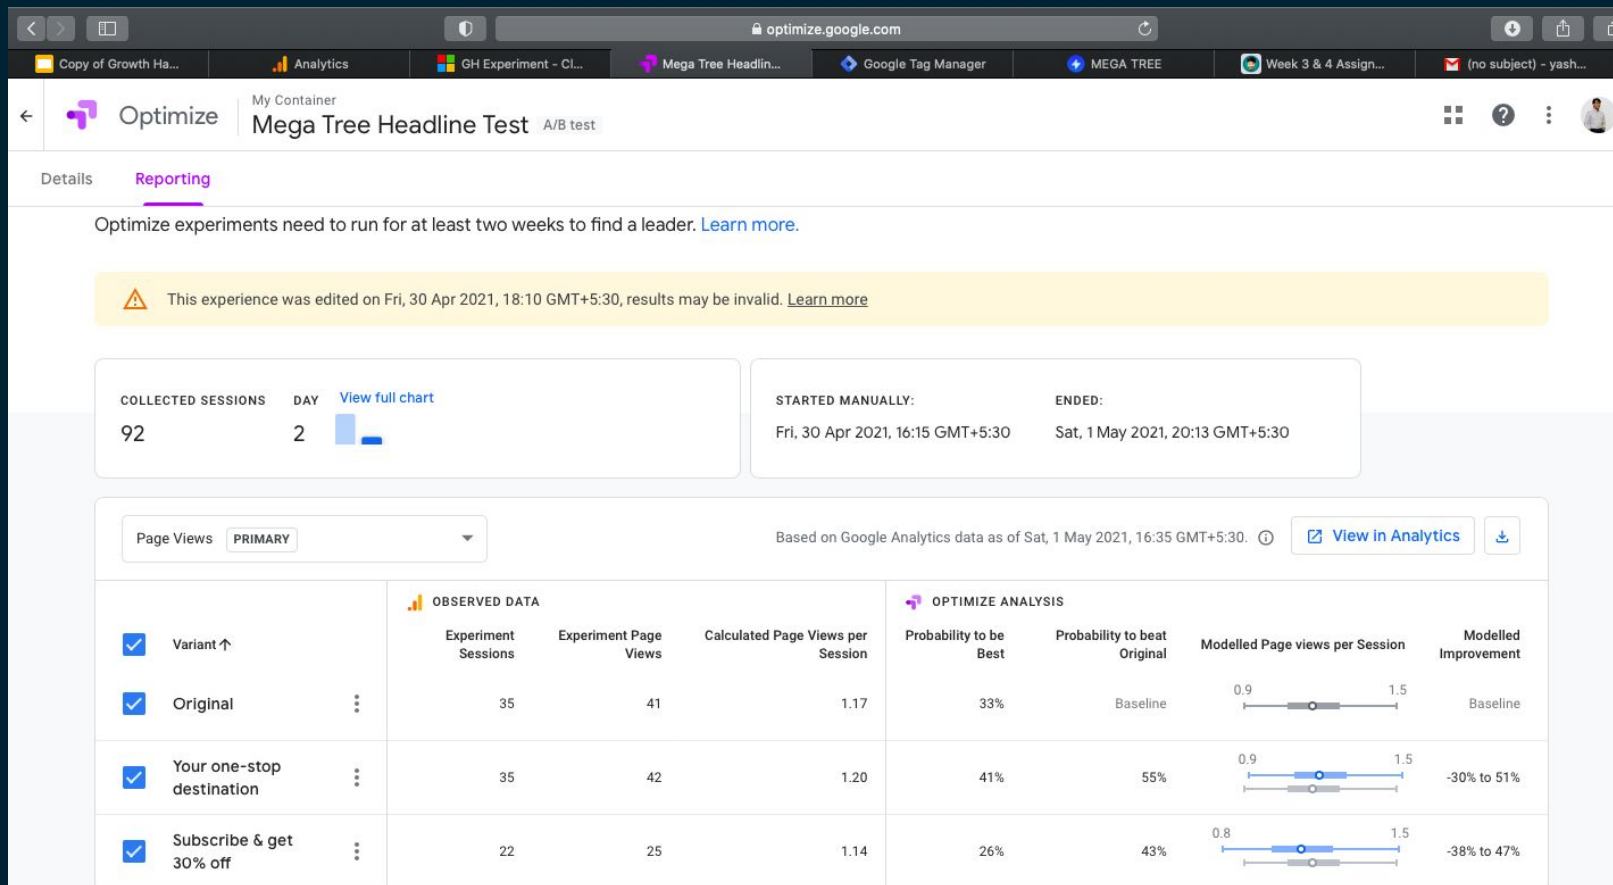 optimize.google.com
Copy of Growth Ha...
Analytics
GH Experiment - Cl...
Mega Tree Headlin...
Google Tag Manager
MEGA TREE
Week 3 & 4 Assign...
(no subject) - yash...
Optimize
My Container
Mega Tree Headline Test A/B test
Details Reporting
Optimize experiments need to run for at least two weeks to find a leader. Learn more.
This experience was edited on Fri, 30 Apr 2021, 18:10 GMT+5:30, results may be invalid. Learn more
COLLECTED SESSIONS DAY View full chart
92 2
STARTED MANUALLY: ENDED:
Fri, 30 Apr 2021, 16:15 GMT+5:30 Sat, 1 May 2021, 20:13 GMT+5:30
Page Views PRIMARY
Based on Google Analytics data as of Sat, 1 May 2021, 16:35 GMT+5:30. View in Analytics
OBSERVED DATA OPTIMIZE ANALYSIS
Variant Experiment Sessions Experiment Page Views Calculated Page Views per Session Probability to be Best Probability to beat Original Modelled Page views per Session Modelled Improvement
Original 35 41 1.17 33% Baseline 0.9 1.5 Baseline
Your one-stop destination 35 42 1.20 41% 55% 0.9 1.5 -30% to 51%
Subscribe & get 30% off 22 25 1.14 26% 43% 0.8 1.5 -38% to 47%